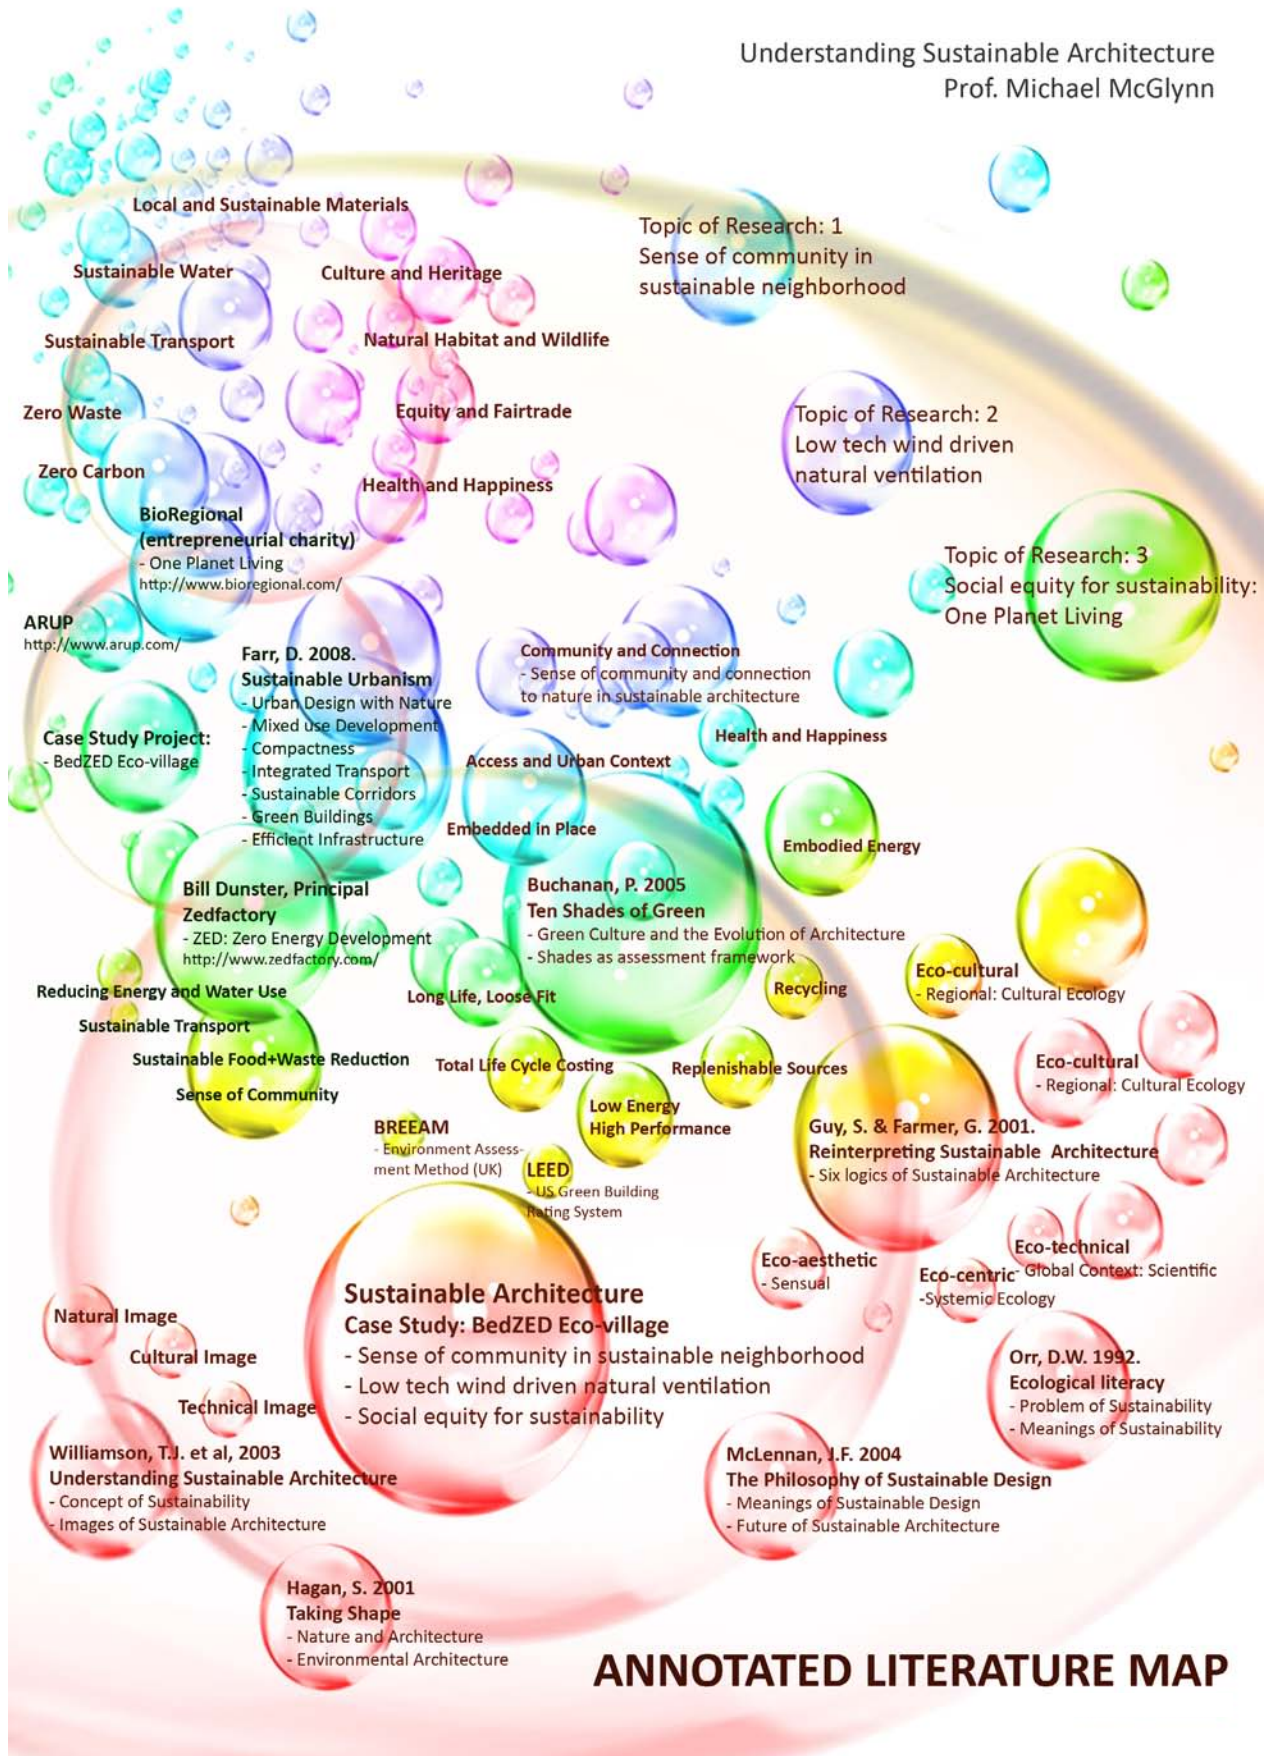 Understanding Sustainable Architecture
Prof. Michael McGlynn
Local and Sustainable Materials
Sustainable Water
Culture and Heritage
Sustainable Transport
Natural Habitat and Wildlife
Zero Waste
Equity and Fairtrade
Zero Carbon
Health and Happiness
BioRegional
(entrepreneurial charity)
- One Planet Living
http://www.bioregional.com/
Topic of Research: 1
Sense of community in
sustainable neighborhood
Topic of Research: 2
Low tech wind driven
natural ventilation
Topic of Research: 3
Social equity for sustainability:
One Planet Living
ARUP
http://www.arup.com/
Farr, D. 2008.
Sustainable Urbanism
- Urban Design with Nature
- Mixed use Development
- Compactness
- Integrated Transport
- Sustainable Corridors
- Green Buildings
- Efficient Infrastructure
Case Study Project:
- BedZED Eco-village
Community and Connection
- Sense of community and connection
to nature in sustainable architecture
Health and Happiness
Access and Urban Context
Embedded in Place
Embodied Energy
Bill Dunster, Principal
Zedfactory
- ZED: Zero Energy Development
http://www.zedfactory.com/
Buchanan, P. 2005
Ten Shades of Green
- Green Culture and the Evolution of Architecture
- Shades as assessment framework
Reducing Energy and Water Use
Sustainable Transport
Sustainable Food+Waste Reduction
Sense of Community
Long Life, Loose Fit
Recycling
Eco-cultural
- Regional: Cultural Ecology
Total Life Cycle Costing
Replenishable Sources
Eco-cultural
- Regional: Cultural Ecology
Low Energy
High Performance
BREEAM
- Environment Assess-
ment Method (UK)
LEED
- US Green Building
Rating System
Guy, S. & Farmer, G. 2001.
Reinterpreting Sustainable Architecture
- Six logics of Sustainable Architecture
Eco-aesthetic
- Sensual
Eco-technical
- Global Context: Scientific
Eco-centric
-Systemic Ecology
Sustainable Architecture
Case Study: BedZED Eco-village
- Sense of community in sustainable neighborhood
- Low tech wind driven natural ventilation
- Social equity for sustainability
Natural Image
Cultural Image
Technical Image
Orr, D.W. 1992.
Ecological literacy
- Problem of Sustainability
- Meanings of Sustainability
Williamson, T.J. et al, 2003
Understanding Sustainable Architecture
- Concept of Sustainability
- Images of Sustainable Architecture
McLennan, J.F. 2004
The Philosophy of Sustainable Design
- Meanings of Sustainable Design
- Future of Sustainable Architecture
Hagan, S. 2001
Taking Shape
- Nature and Architecture
- Environmental Architecture
ANNOTATED LITERATURE MAP